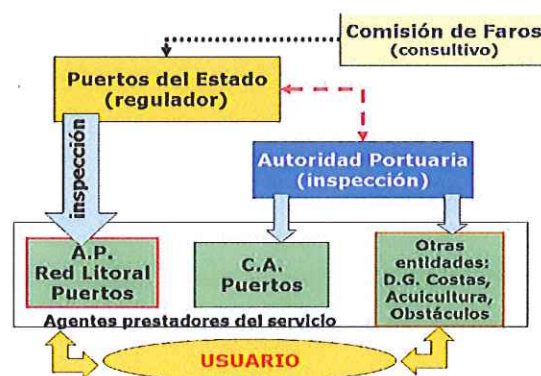 Comisión de Faros
(consultivo)
Puertos del Estado
(regulador)
inspección
Autoridad Portuaria
(inspección)
A.P.
Red Litoral
Puertos
C.A.
Puertos
Otras
entidades:
D.G. Costas,
Acuicultura,
Obstáculos
Agentes prestadores del servicio
USUARIO